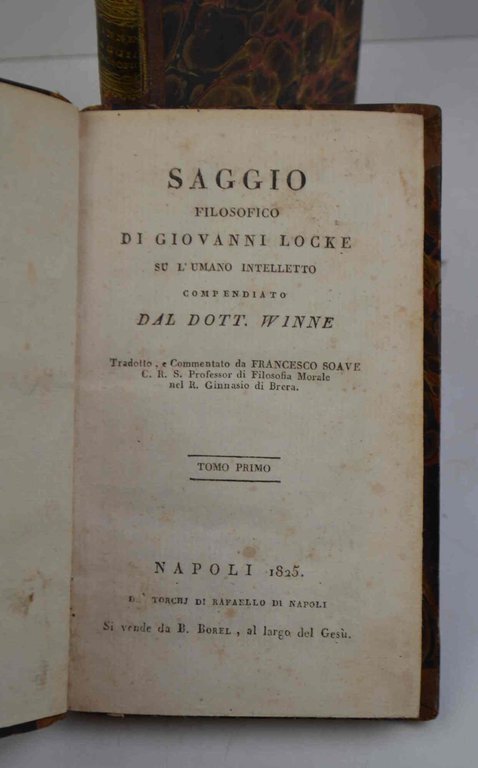 SAGGIO
FILOSOFICO
DI GIOVANNI LOCKE
SU L'UMANO INTELLETTO
COMPENDIATO
DAL DOTT. WINNE
Tradotto, e Commentato da FRANCESCO SOAVE
C. R. S. Professor di Filosofia Morale
nel R. Ginnasio di Brera.
TOMO PRIMO
NAPOLI 1825.
DA' TORCHJ DI RAFAELLO DI NAPOLI
Si vende da B. BOREL, al largo del Gesù.